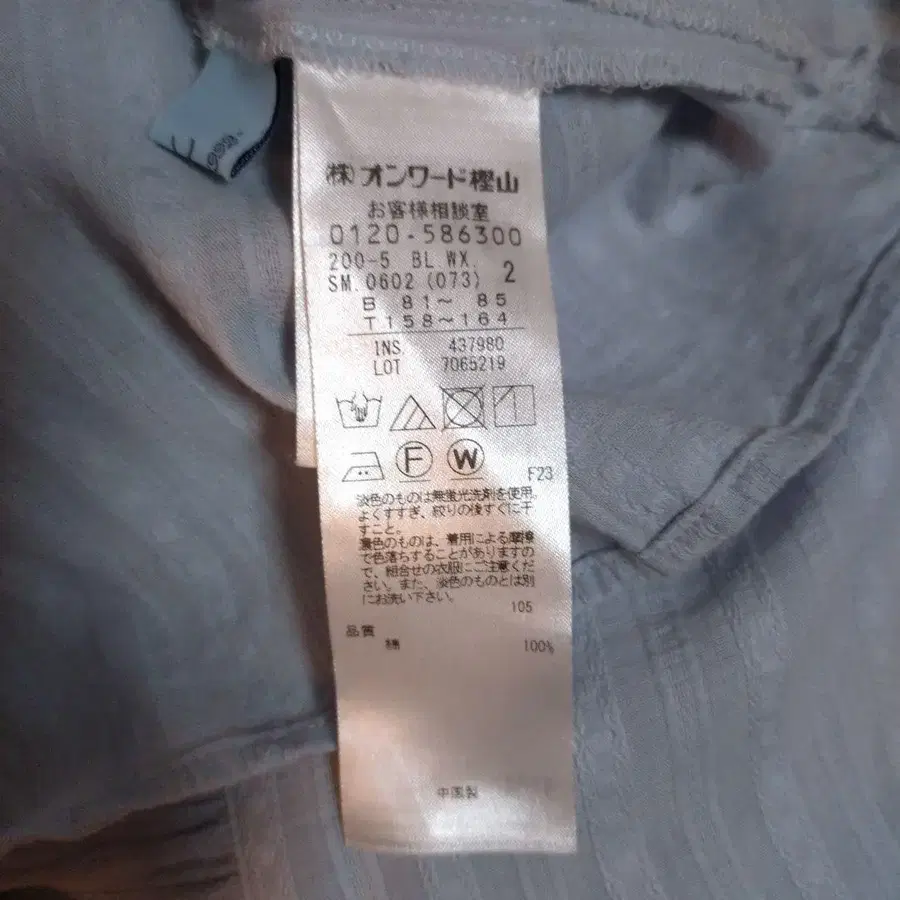 ㈱オンワード樫山
お客様相談室
0120-586300
200-5 BL.WX.
SM.0602 (073) 2
B 81~ 85
T158~164
INS. 437980
LOT 7065219
F
W
F23
淡色のものは無蛍光洗剤を使用。
よくすすぎ、絞りの後すぐに干
すこと。
濃色のものは、着用による摩擦
で色落ちすることがありますの
で、組合せの衣服にご注意くだ
さい。また、淡色のものとは別
にお洗い下さい。
105
品質
綿 100%
中国製